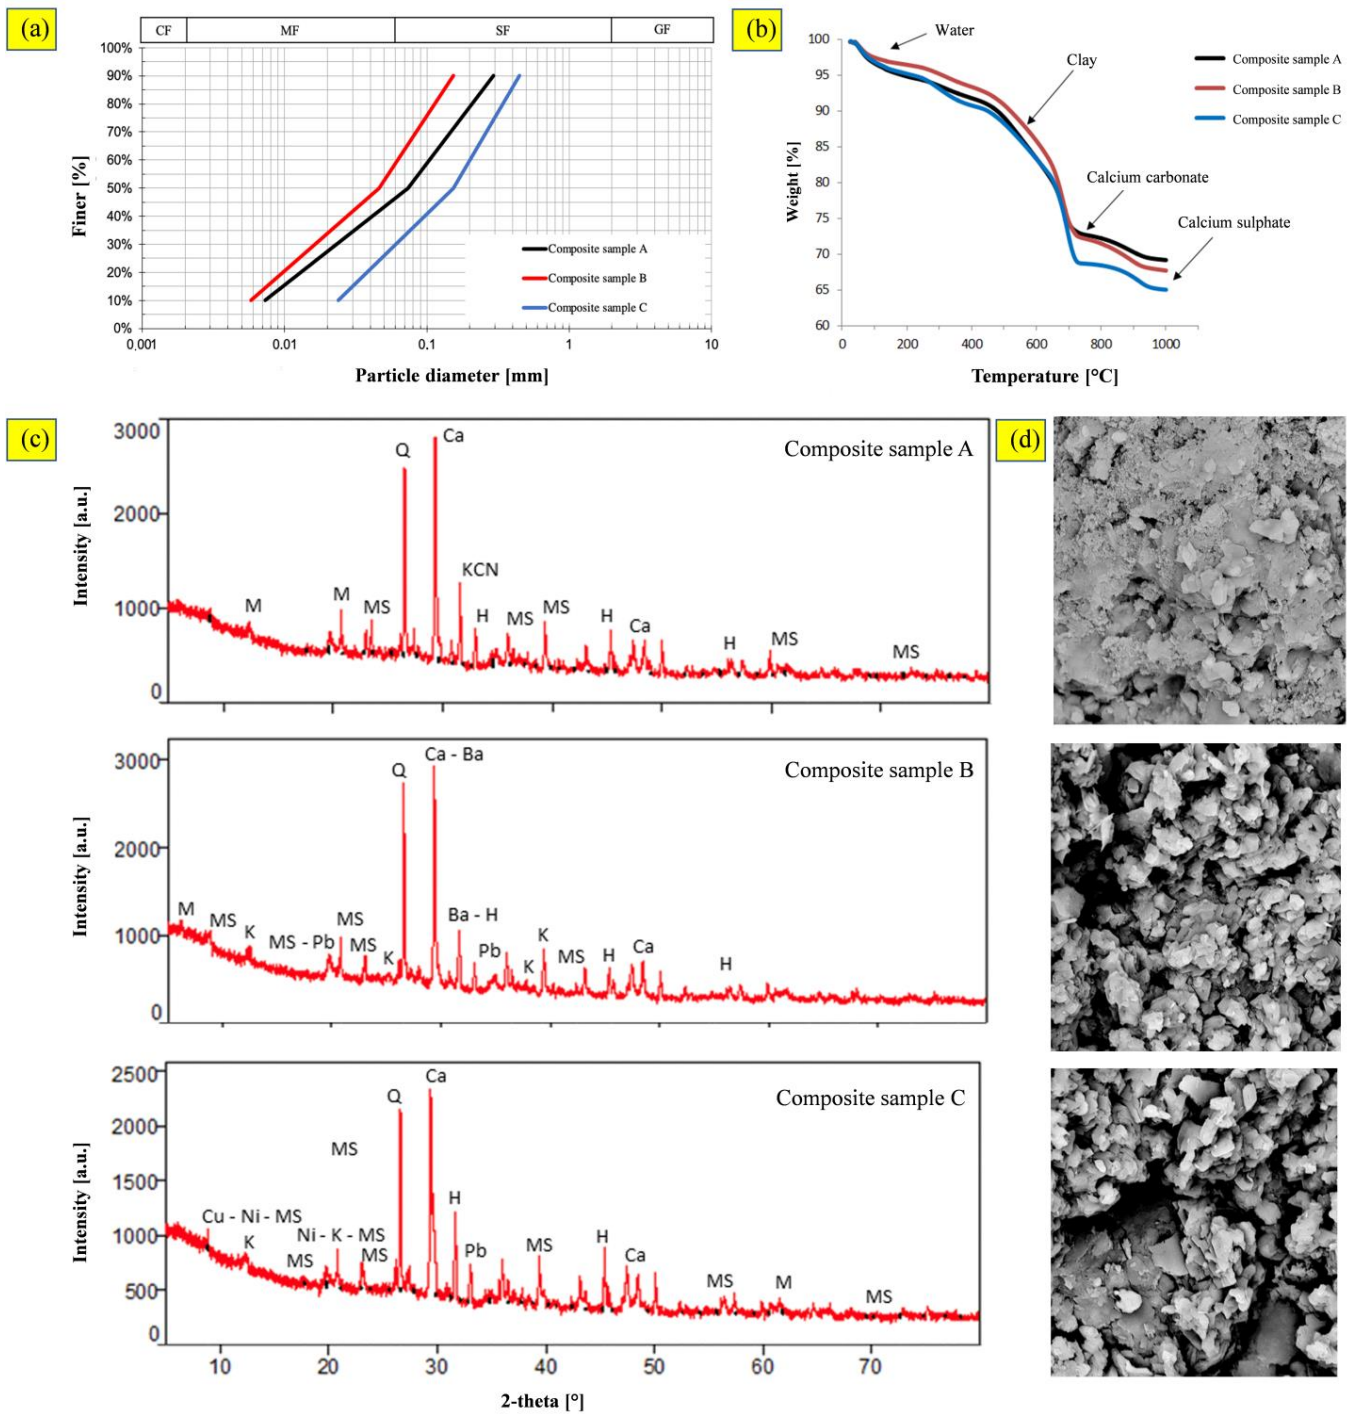 (a)
CF MF SF GF
100%
90%
80%
70%
60%
50%
40%
30%
20%
10%
0%
Finer [%]
Composite sample A
Composite sample B
Composite sample C
0,001 0.01 0.1 1 10
Particle diameter [mm]
(b)
Water
Clay
Calcium carbonate
Calcium sulphate
Composite sample A
Composite sample B
Composite sample C
100
95
90
85
80
75
70
65
60
Weight [%]
0 200 400 600 800 1000
Temperature [°C]
(c)
3000
2000
1000
0
Intensity [a.u.]
Composite sample A
M M MS Q Ca KCN H MS MS H Ca H MS MS
(d)
3000
2000
1000
0
Intensity [a.u.]
Composite sample B
M MS K MS - Pb MS MS K Q Ca - Ba Ba - H Pb K K MS H Ca H
2500
2000
1500
1000
500
0
Intensity [a.u.]
Composite sample C
Cu - Ni - MS K MS Ni - K - MS MS MS Q Ca H Pb MS H Ca MS M MS
10 20 30 40 50 60 70
2-theta [°]